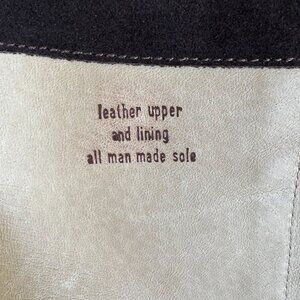 leather upper
and lining
all man made sole